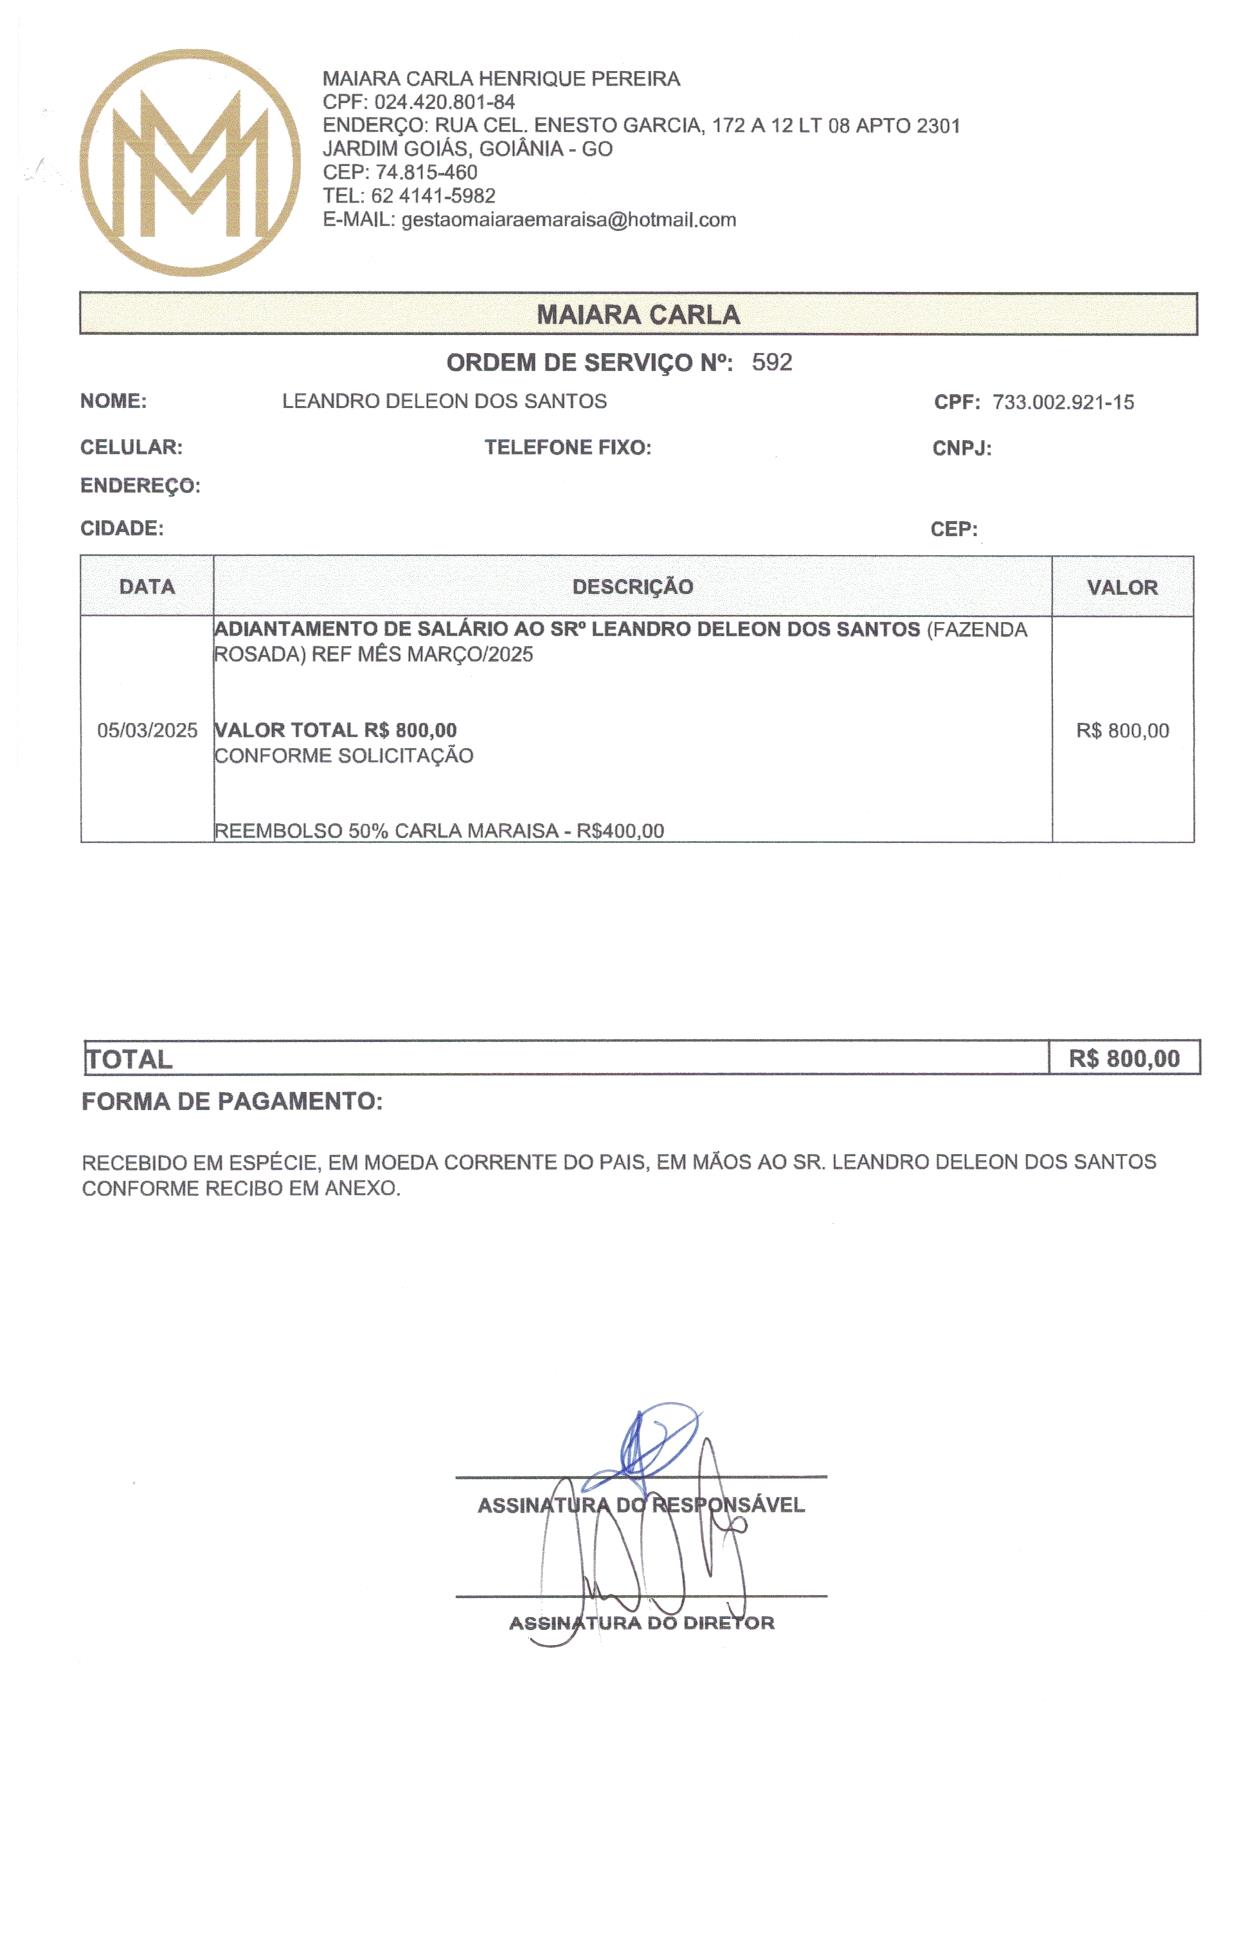 MM
MAIARA CARLA HENRIQUE PEREIRA
CPF: 024.420.801-84
ENDERÇO: RUA CEL. ENESTO GARCIA, 172 A 12 LT 08 APTO 2301
JARDIM GOIÁS, GOIÂNIA - GO
CEP: 74.815-460
TEL: 62 4141-5982
E-MAIL: gestaomaiaraemaraisa@hotmail.com
MAIARA CARLA
ORDEM DE SERVIÇO Nº: 592
NOME: LEANDRO DELEON DOS SANTOS CPF: 733.002.921-15
CELULAR: TELEFONE FIXO: CNPJ:
ENDEREÇO:
CIDADE: CEP:
DATA DESCRIÇÃO VALOR
ADIANTAMENTO DE SALÁRIO AO SRº LEANDRO DELEON DOS SANTOS (FAZENDA
ROSADA) REF MÊS MARÇO/2025
05/03/2025 VALOR TOTAL R$ 800,00 R$ 800,00
CONFORME SOLICITAÇÃO
REEMBOLSO 50% CARLA MARAISA - R$400,00
TOTAL R$ 800,00
FORMA DE PAGAMENTO:
RECEBIDO EM ESPÉCIE, EM MOEDA CORRENTE DO PAIS, EM MÃOS AO SR. LEANDRO DELEON DOS SANTOS
CONFORME RECIBO EM ANEXO.
ASSINATURA DO RESPONSÁVEL
ASSINATURA DO DIRETOR